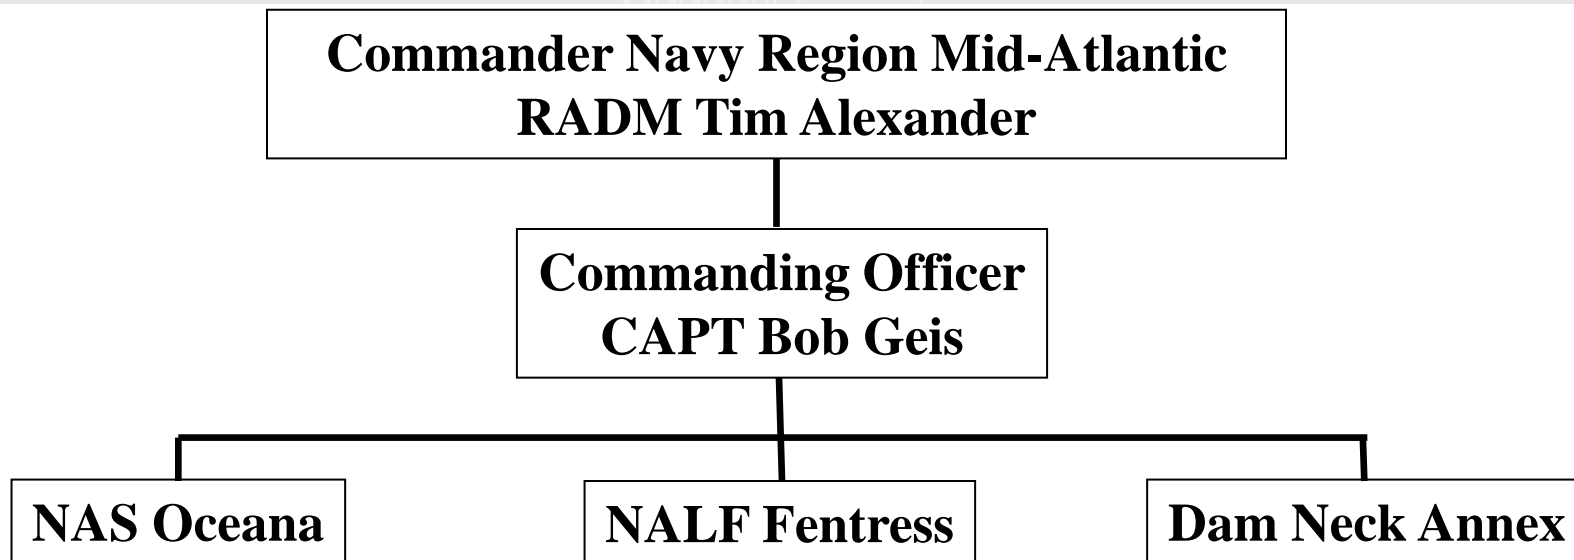 Commander Navy Region Mid-Atlantic
RADM Tim Alexander
Commanding Officer
CAPT Bob Geis
NAS Oceana
NALF Fentress
Dam Neck Annex